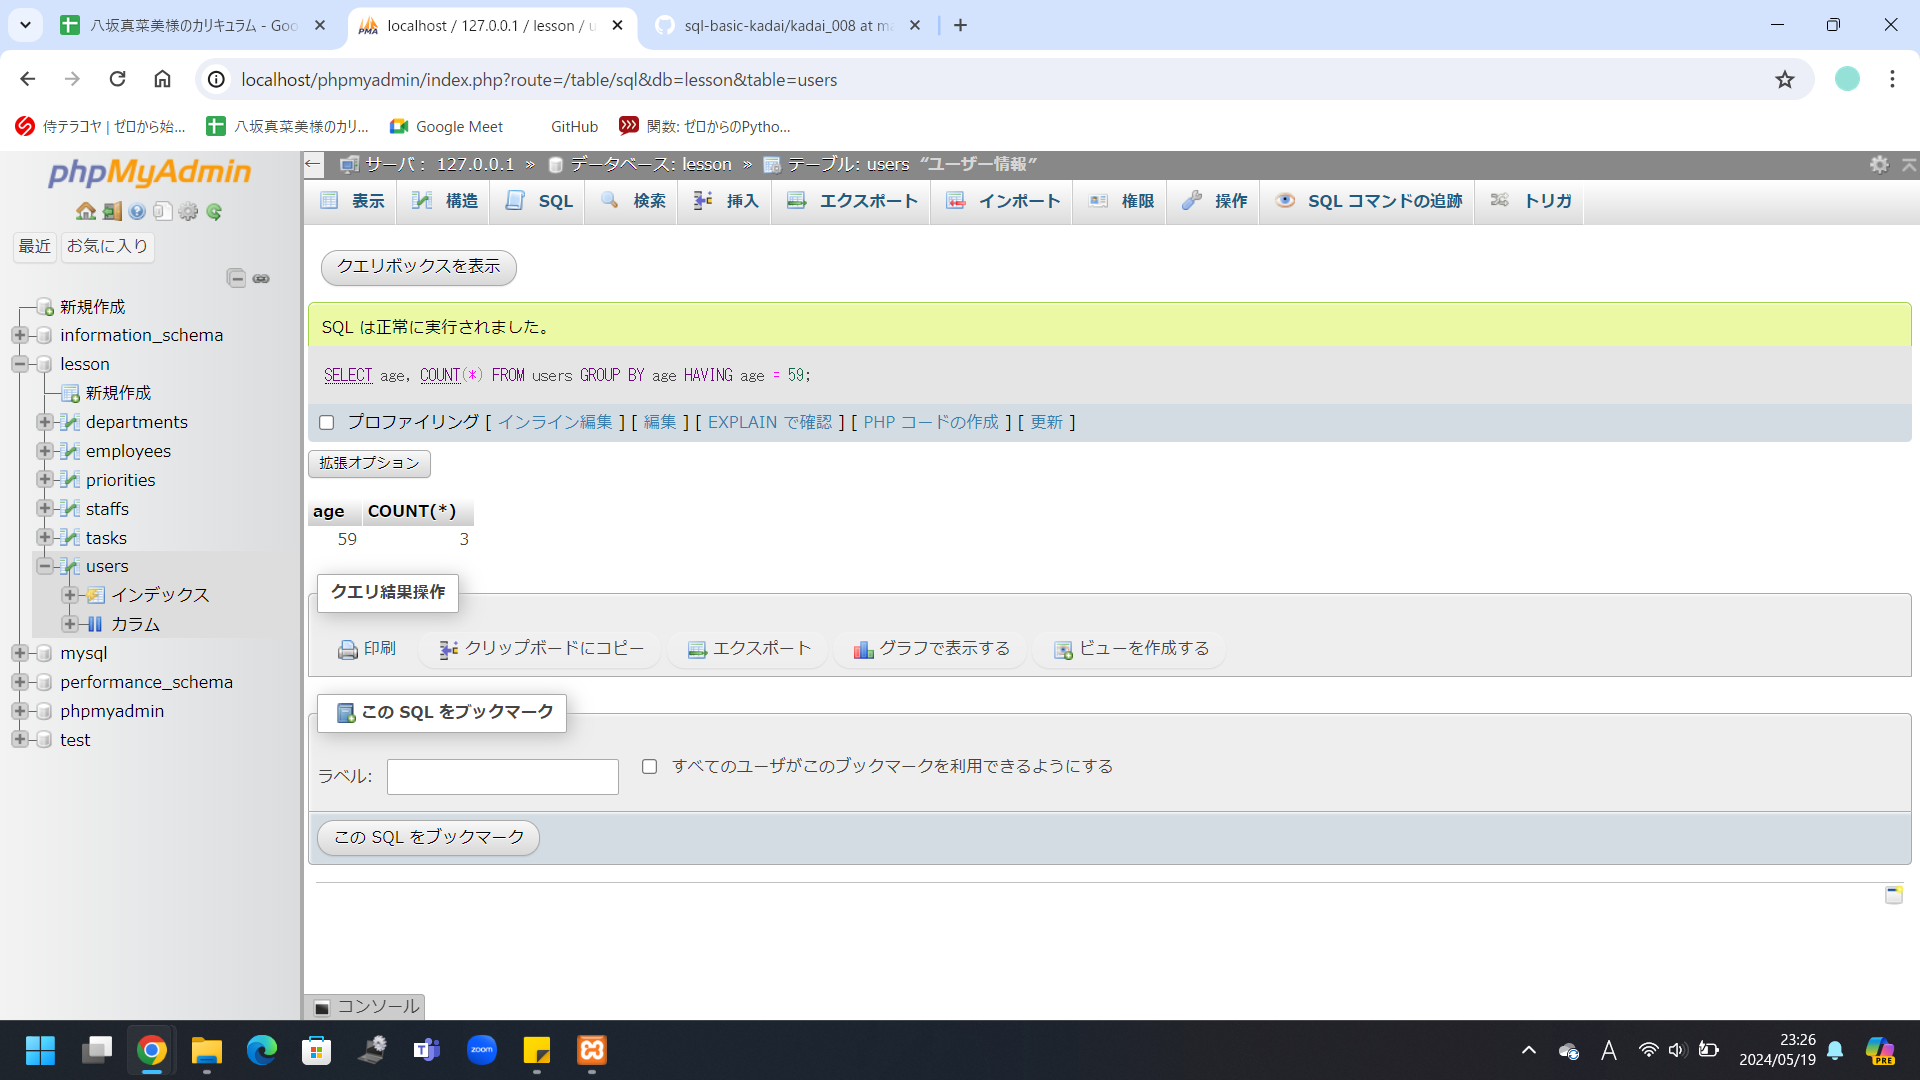 八坂真菜美様のカリキュラム - Goo
localhost / 127.0.0.1 / lesson / u
sql-basic-kadai/kadai_008 at ma
localhost/phpmyadmin/index.php?route=/table/sql&db=lesson&table=users
侍テラコヤ | ゼロから始...
八坂真菜美様のカリ...
Google Meet
GitHub
関数: ゼロからのPytho...
phpMyAdmin
最近 お気に入り
新規作成
information_schema
lesson
新規作成
departments
employees
priorities
staffs
tasks
users
インデックス
カラム
mysql
performance_schema
phpmyadmin
test
サーバ: 127.0.0.1 » データベース: lesson » テーブル: users “ユーザー情報”
表示 構造 SQL 検索 挿入 エクスポート インポート 権限 操作 SQL コマンドの追跡 トリガ
クエリボックスを表示
SQL は正常に実行されました。
SELECT age, COUNT(*) FROM users GROUP BY age HAVING age = 59;
プロファイリング [ インライン編集 ] [ 編集 ] [ EXPLAIN で確認 ] [ PHP コードの作成 ] [ 更新 ]
拡張オプション
age COUNT(*)
59 3
クエリ結果操作
印刷 クリップボードにコピー エクスポート グラフで表示する ビューを作成する
この SQL をブックマーク
ラベル: すべてのユーザがこのブックマークを利用できるようにする
この SQL をブックマーク
コンソール
zoom
A
23:26
2024/05/19
PRE